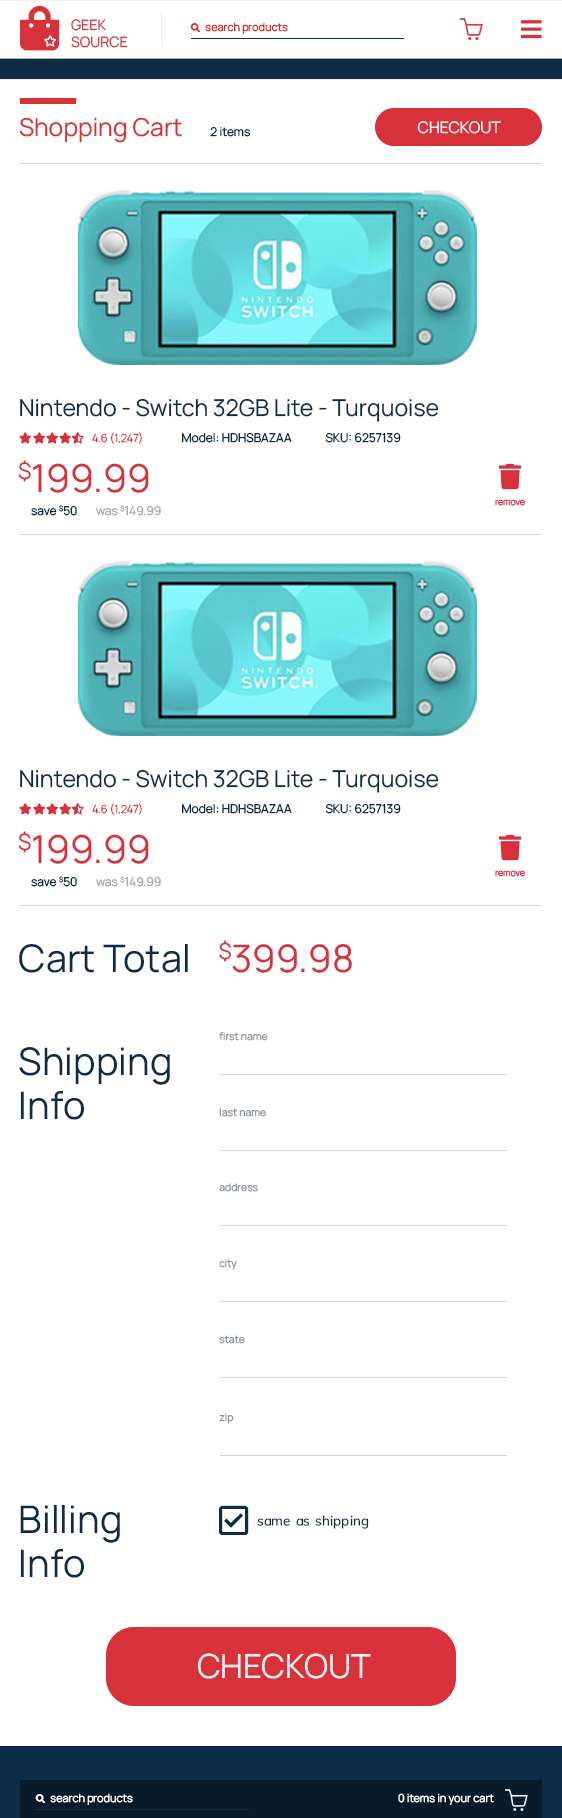 GEEK
SOURCE
search products
Shopping Cart
2 items
CHECKOUT
NINTENDO
SWITCH
Nintendo - Switch 32GB Lite - Turquoise
4.6 (1,247) Model: HDHSBAZAA SKU: 6257139
$199.99
remove
save $50 was $149.99
NINTENDO
SWITCH
Nintendo - Switch 32GB Lite - Turquoise
4.6 (1,247) Model: HDHSBAZAA SKU: 6257139
$199.99
remove
save $50 was $149.99
Cart Total $399.98
Shipping
Info
first name
last name
address
city
state
zip
Billing
Info
same as shipping
CHECKOUT
search products
0 items in your cart